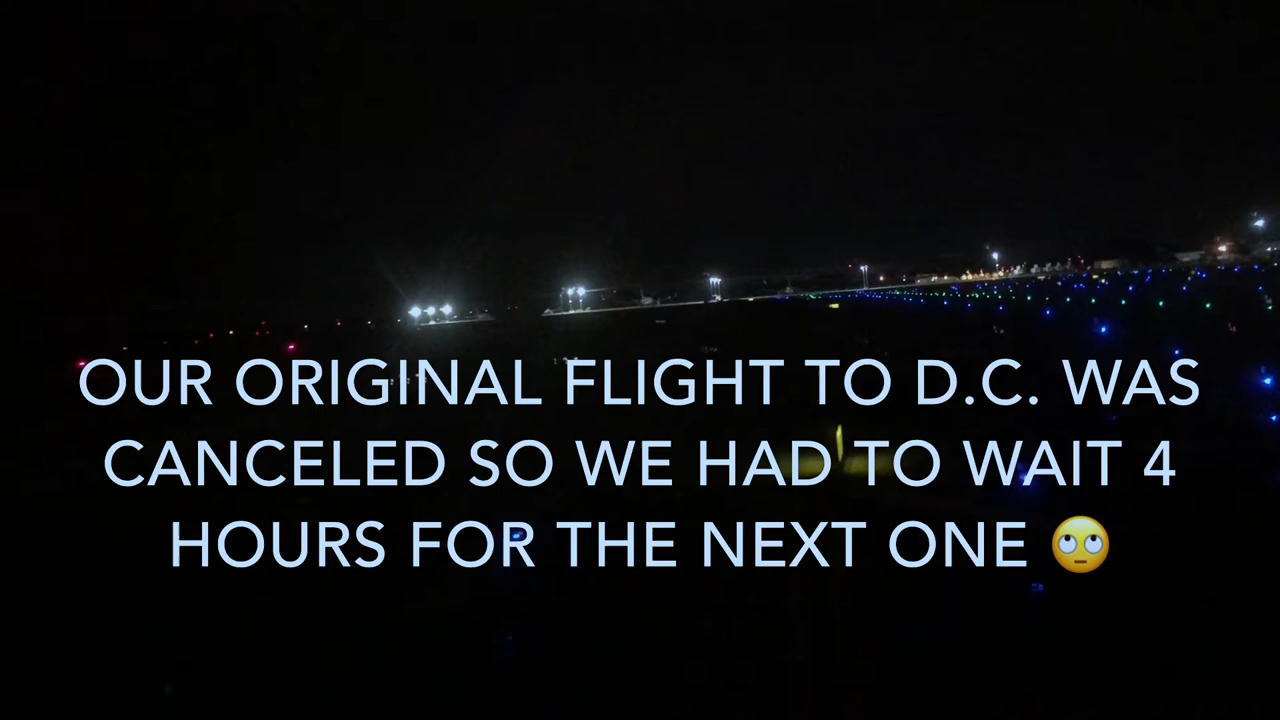 OUR ORIGINAL FLIGHT TO D.C. WAS
CANCELED SO WE HAD TO WAIT 4
HOURS FOR THE NEXT ONE 🙄